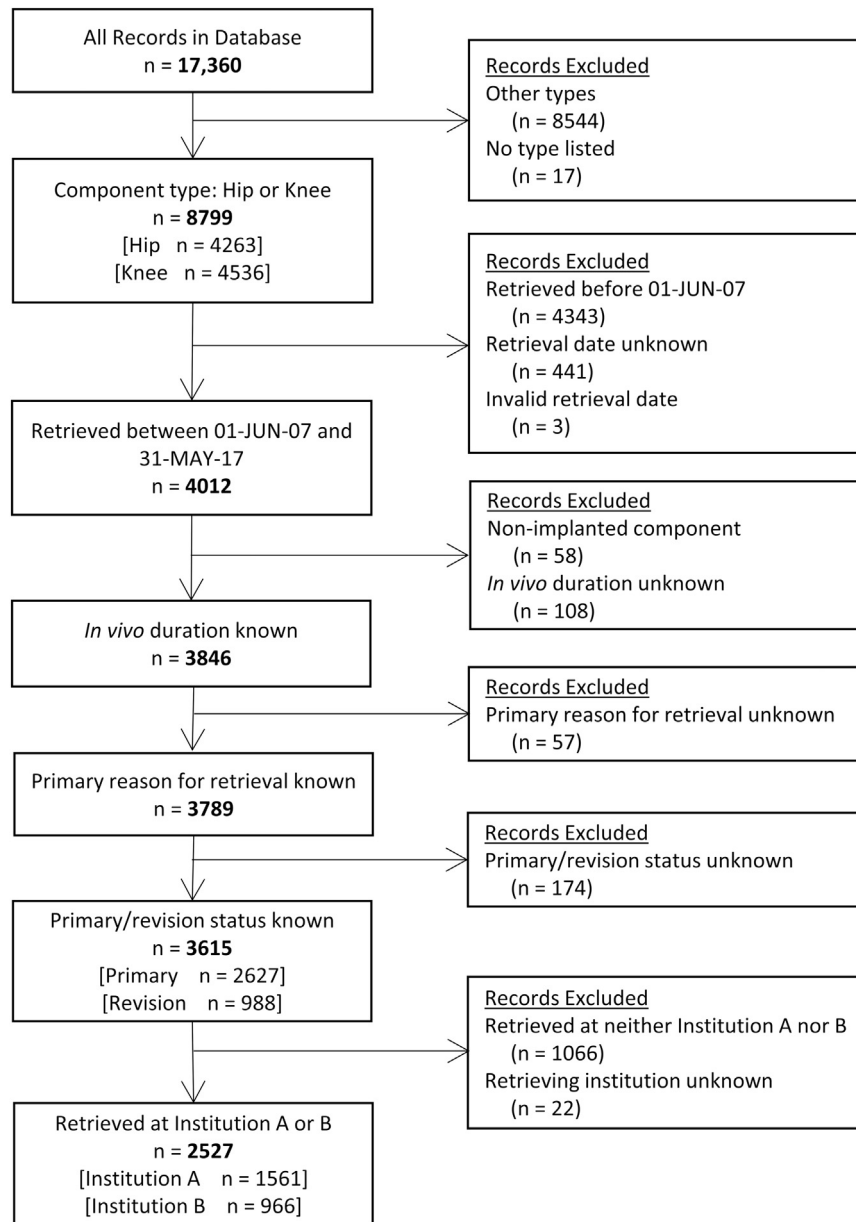 All Records in Database
n = 17,360
Records Excluded
Other types
(n = 8544)
No type listed
(n = 17)
Component type: Hip or Knee
n = 8799
[Hip n = 4263]
[Knee n = 4536]
Records Excluded
Retrieved before 01-JUN-07
(n = 4343)
Retrieval date unknown
(n = 441)
Invalid retrieval date
(n = 3)
Retrieved between 01-JUN-07 and
31-MAY-17
n = 4012
Records Excluded
Non-implanted component
(n = 58)
In vivo duration unknown
(n = 108)
In vivo duration known
n = 3846
Records Excluded
Primary reason for retrieval unknown
(n = 57)
Primary reason for retrieval known
n = 3789
Records Excluded
Primary/revision status unknown
(n = 174)
Primary/revision status known
n = 3615
[Primary n = 2627]
[Revision n = 988]
Records Excluded
Retrieved at neither Institution A nor B
(n = 1066)
Retrieving institution unknown
(n = 22)
Retrieved at Institution A or B
n = 2527
[Institution A n = 1561]
[Institution B n = 966]